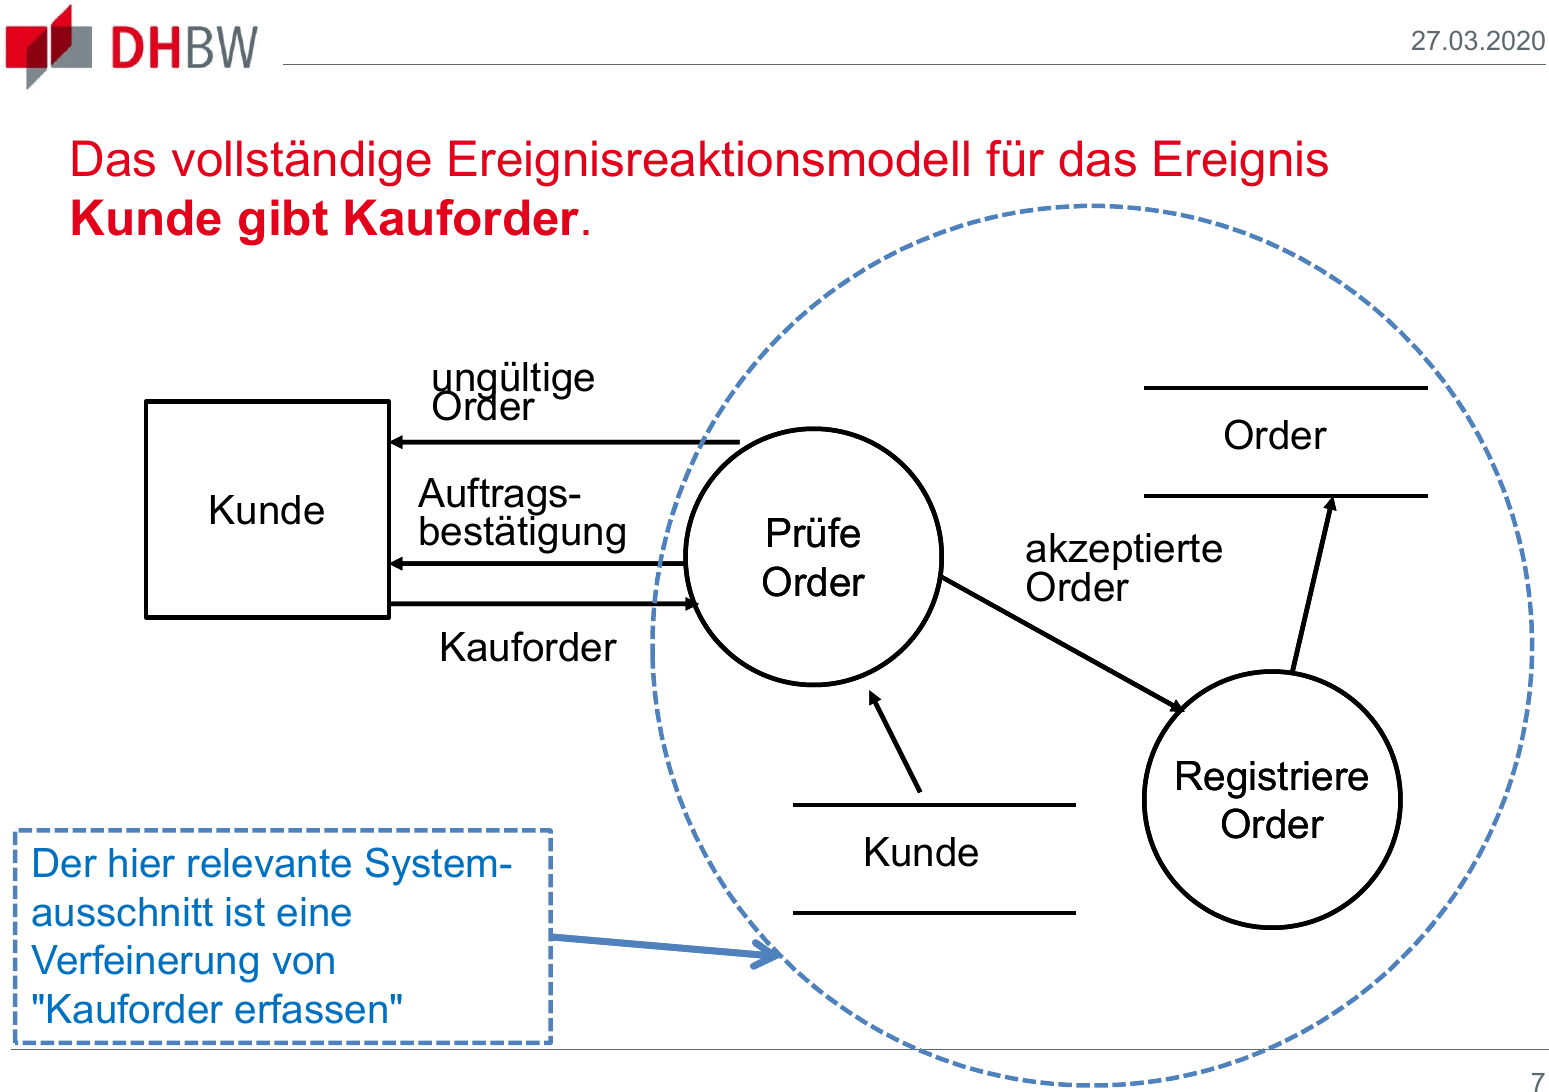 DHBW
27.03.2020
Das vollständige Ereignisreaktionsmodell für das Ereignis
Kunde gibt Kauforder.
ungültige
Order
Kunde
Auftrags-
bestätigung
Kauforder
Prüfe
Order
Order
akzeptierte
Order
Registriere
Order
Kunde
Der hier relevante System-
ausschnitt ist eine
Verfeinerung von
"Kauforder erfassen"
7